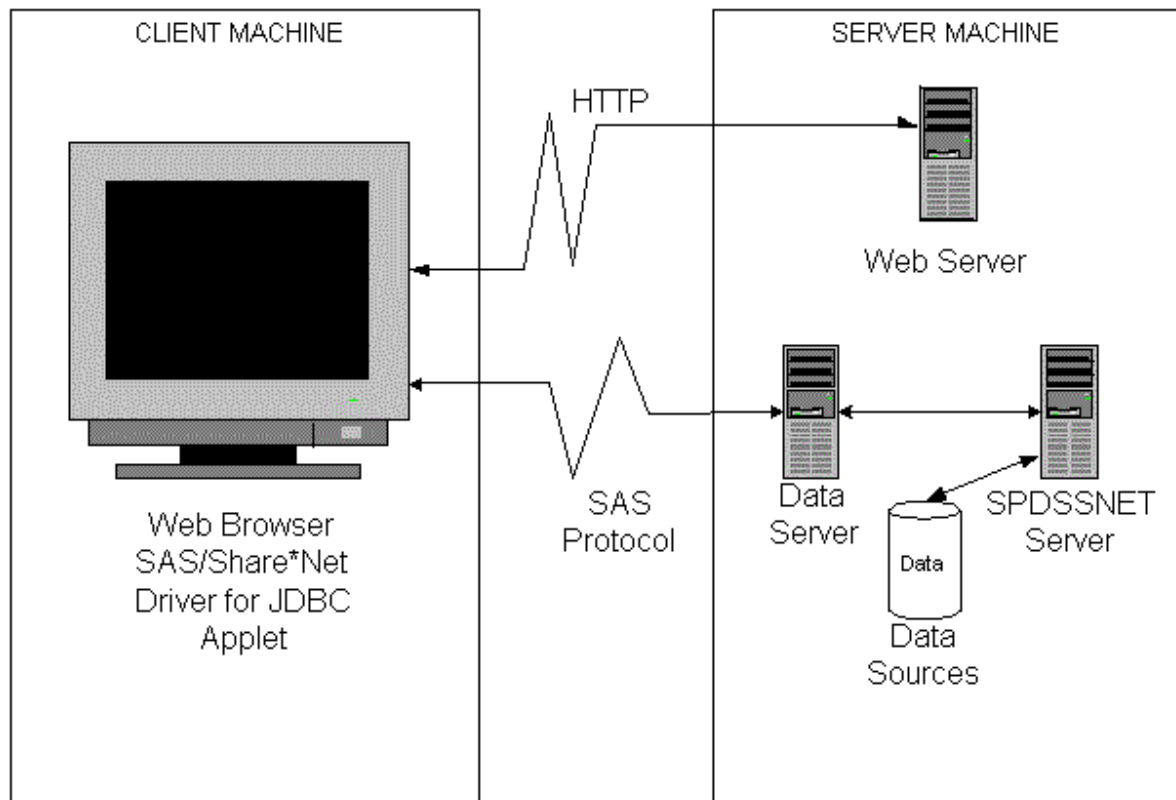 CLIENT MACHINE
SERVER MACHINE
HTTP
Web Server
Web Browser
SAS/Share*Net
Driver for JDBC
Applet
SAS
Protocol
Data
Server
SPDSSNET
Server
Data
Data
Sources